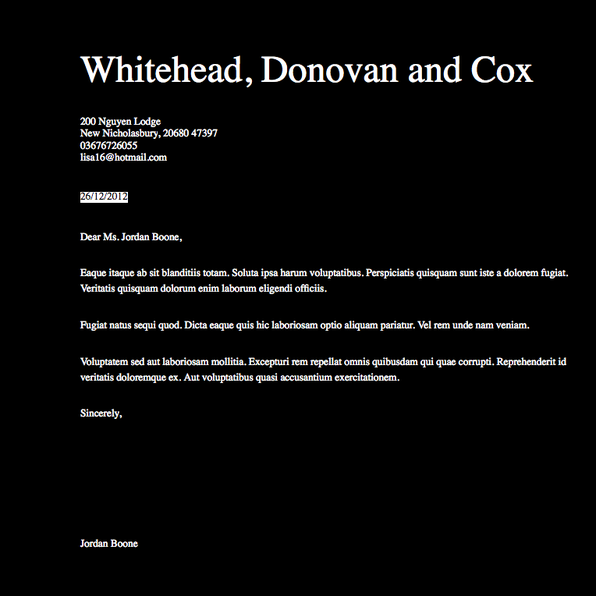 Whitehead, Donovan and Cox
200 Nguyen Lodge
New Nicholasbury, 20680 47397
03676726055
lisa16@hotmail.com
26/12/2012
Dear Ms. Jordan Boone,
Eaque itaque ab sit blanditiis totam. Soluta ipsa harum voluptatibus. Perspiciatis quisquam sunt iste a dolorem fugiat.
Veritatis quisquam dolorum enim laborum eligendi officiis.
Fugiat natus sequi quod. Dicta eaque quis hic laboriosam optio aliquam pariatur. Vel rem unde nam veniam.
Voluptatem sed aut laboriosam mollitia. Excepturi rem repellat omnis quibusdam qui quae corrupti. Reprehenderit id
veritatis doloremque ex. Aut voluptatibus quasi accusantium exercitationem.
Sincerely,
Jordan Boone